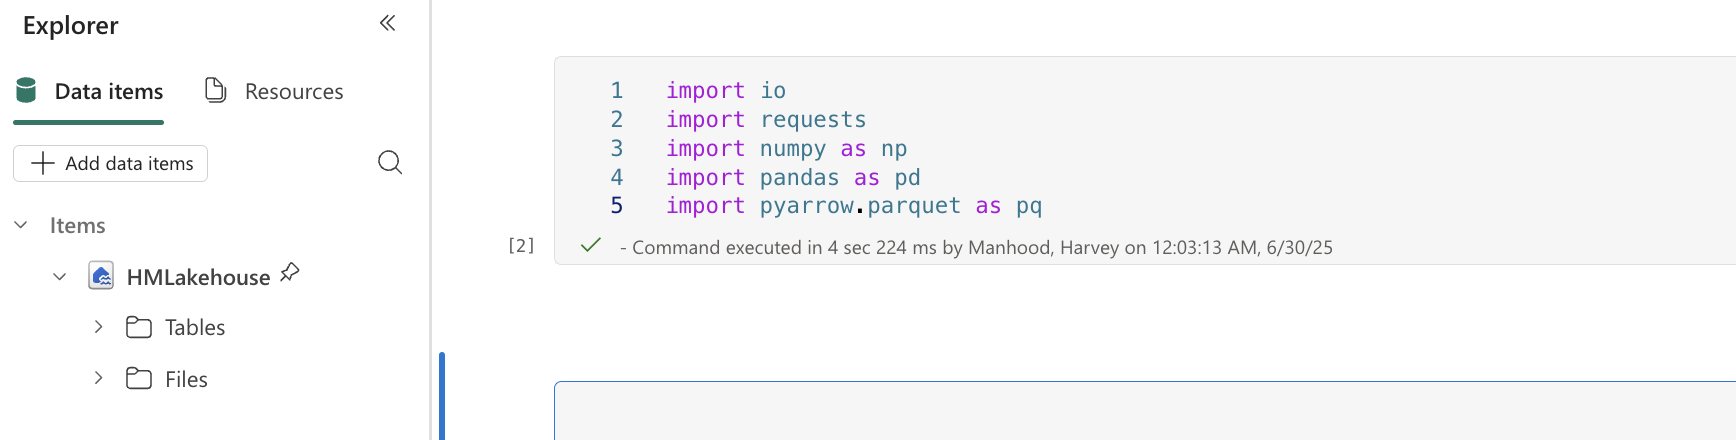 Explorer
Data items
Resources
Add data items
Items
HMLakehouse
Tables
Files
1 import io
2 import requests
3 import numpy as np
4 import pandas as pd
5 import pyarrow.parquet as pq
[2]
- Command executed in 4 sec 224 ms by Manhood, Harvey on 12:03:13 AM, 6/30/25